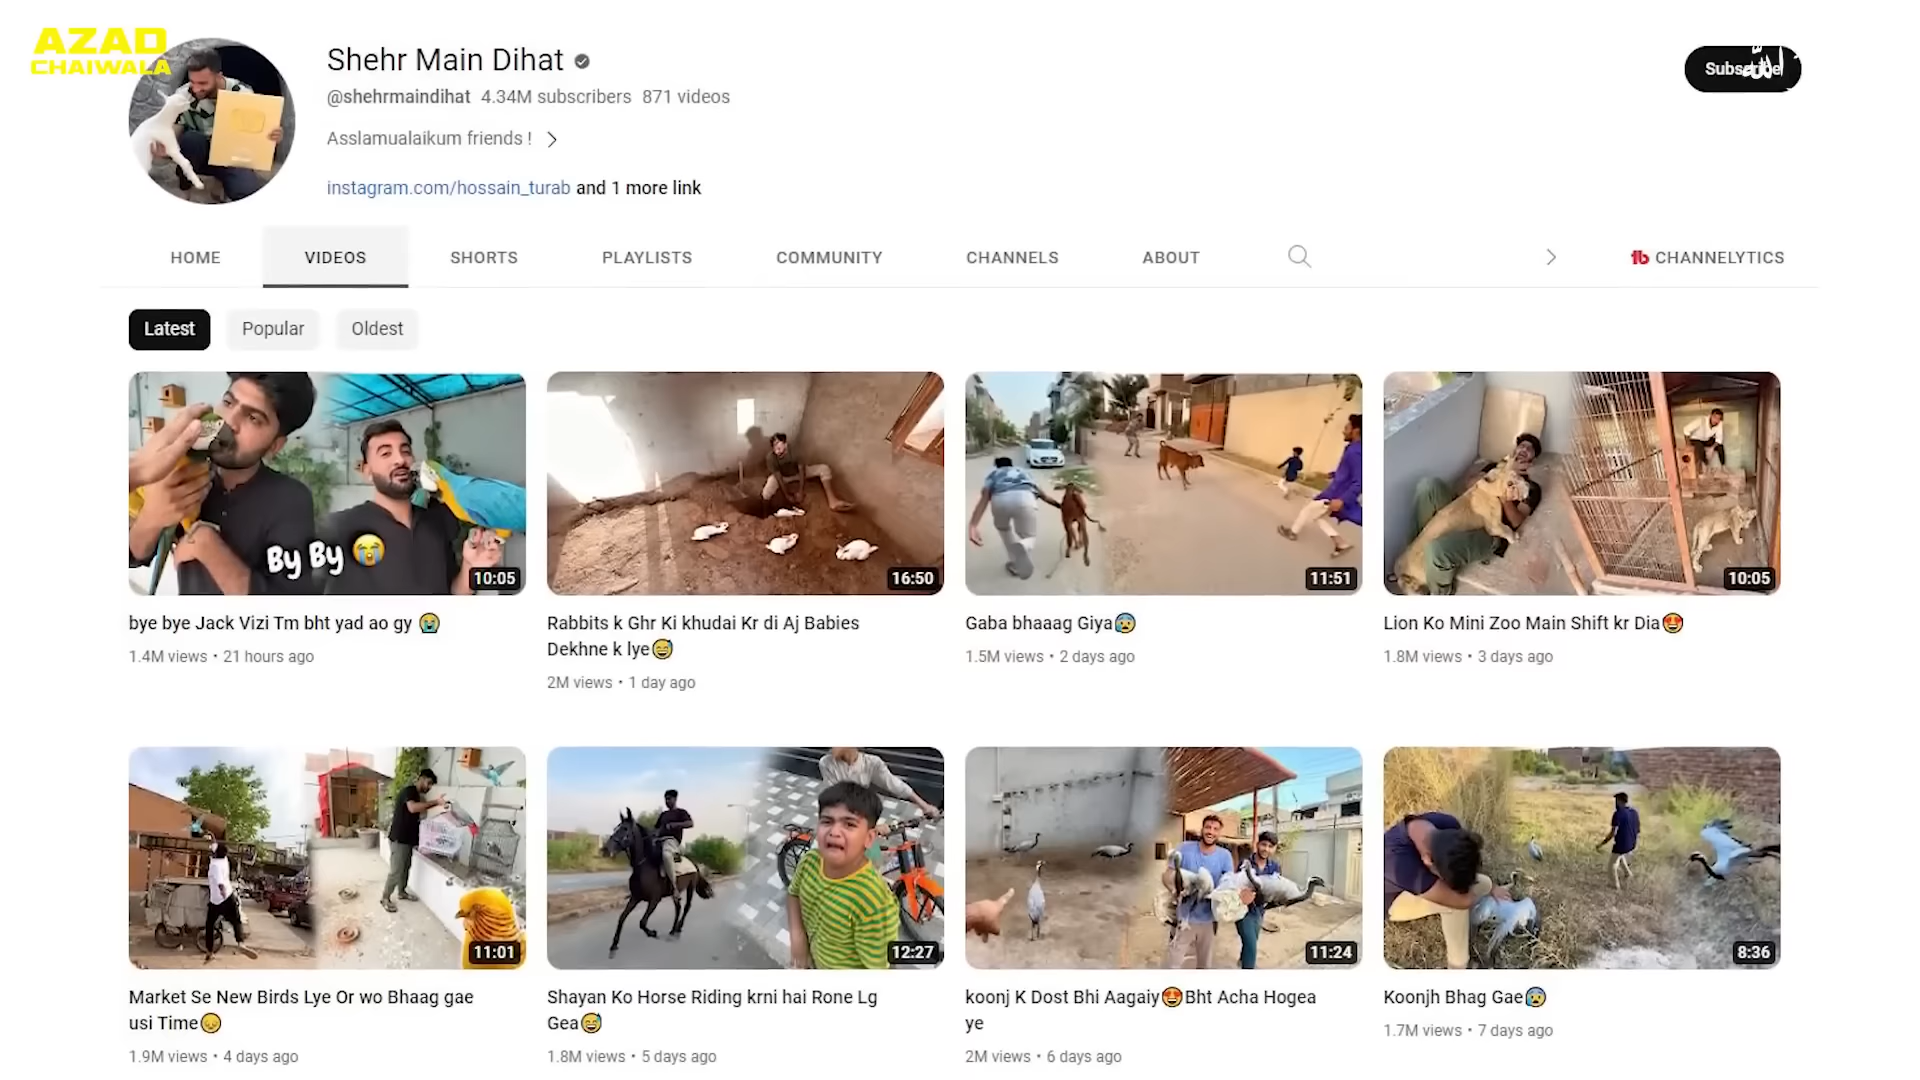 AZAD
CHAIWALA
Shehr Main Dihat
@shehrmaindihat 4.34M subscribers 871 videos
Asslamualaikum friends !
instagram.com/hossain_turab and 1 more link
Subscribe
الله
HOME VIDEOS SHORTS PLAYLISTS COMMUNITY CHANNELS ABOUT CHANNELYTICS
Latest Popular Oldest
By By 😭
10:05 16:50 11:51 10:05
bye bye Jack Vizi Tm bht yad ao gy 😭
1.4M views • 21 hours ago
Rabbits k Ghr Ki khudai Kr di Aj Babies
Dekhne k lye😅
2M views • 1 day ago
Gaba bhaaag Giya😰
1.5M views • 2 days ago
Lion Ko Mini Zoo Main Shift kr Dia😍
1.8M views • 3 days ago
11:01 12:27 11:24 8:36
Market Se New Birds Lye Or wo Bhaag gae
usi Time😞
1.9M views • 4 days ago
Shayan Ko Horse Riding krni hai Rone Lg
Gea😅
1.8M views • 5 days ago
koonj K Dost Bhi Aagaiy😍Bht Acha Hogea
ye
2M views • 6 days ago
Koonjh Bhag Gae😰
1.7M views • 7 days ago